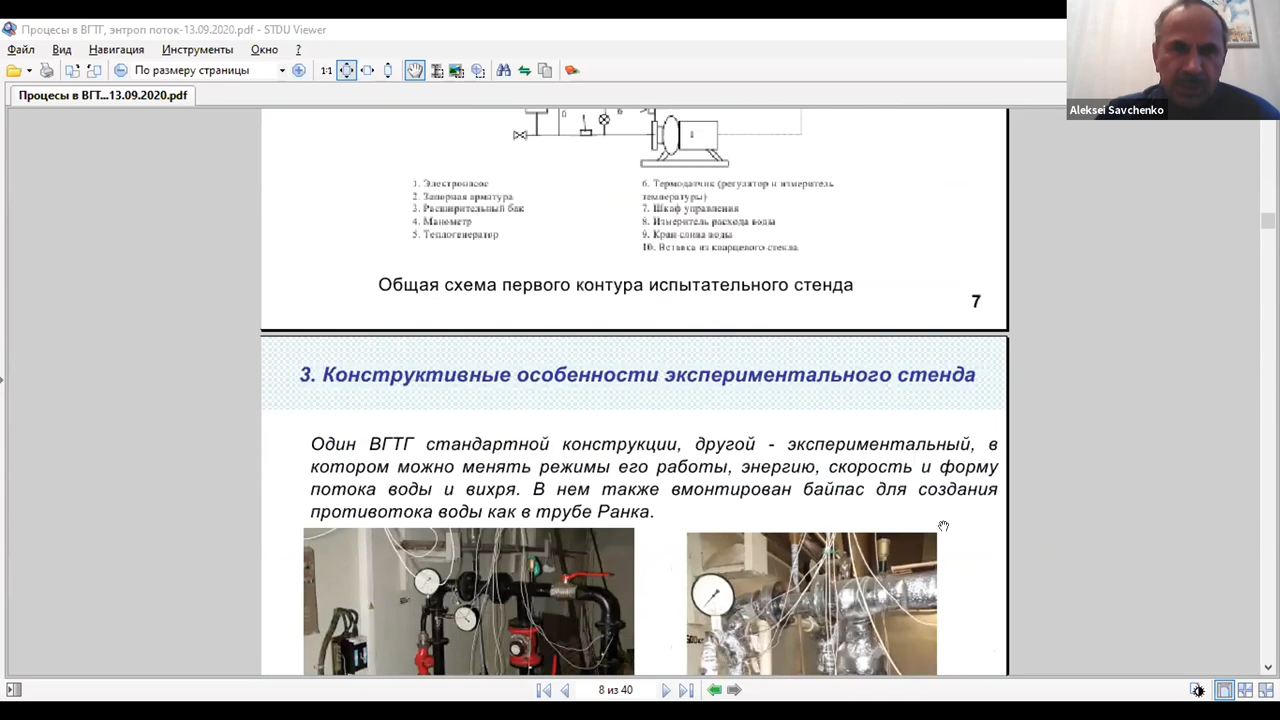 Процесы в ВГТГ, энтроп поток-13.09.2020.pdf - STDU Viewer
Файл Вид Навигация Инструменты Окно ?
По размеру страницы 1:1
Процесы в ВГТ...13.09.2020.pdf
Aleksei Savchenko
1. Электронасос
2. Запорная арматура
3. Расширительный бак
4. Манометр
5. Теплогенератор
6. Термодатчик (регулятор и измеритель
температуры)
7. Шкаф управления
8. Измеритель расхода воды
9. Кран слива воды
10. Вставка из кварцевого стекла
Общая схема первого контура испытательного стенда
7
3. Конструктивные особенности экспериментального стенда
Один ВГТГ стандартной конструкции, другой - экспериментальный, в
котором можно менять режимы его работы, энергию, скорость и форму
потока воды и вихря. В нем также вмонтирован байпас для создания
противотока воды как в трубе Ранка.
8 из 40